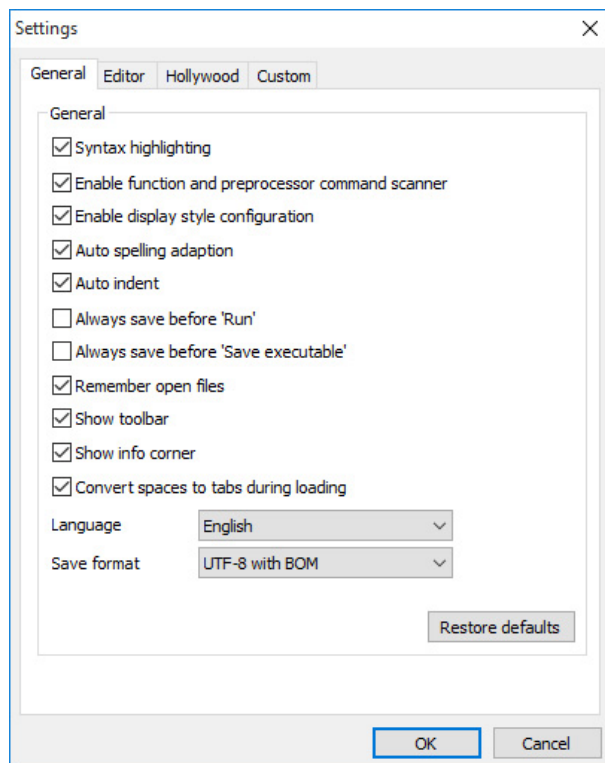 Settings
General Editor Hollywood Custom
General
Syntax highlighting
Enable function and preprocessor command scanner
Enable display style configuration
Auto spelling adaption
Auto indent
Always save before 'Run'
Always save before 'Save executable'
Remember open files
Show toolbar
Show info corner
Convert spaces to tabs during loading
Language English
Save format UTF-8 with BOM
Restore defaults
OK Cancel